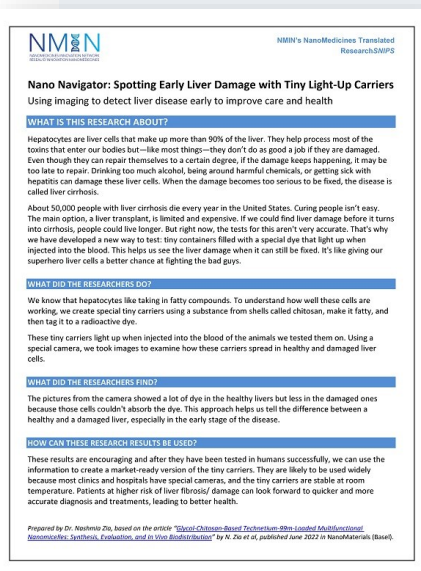 NMIN
NANOMEDICINES INNOVATION NETWORK
RÉSEAU D'INNOVATION EN NANOMÉDECINE
NMIN's NanoMedicines Translated
ResearchSNIPS
Nano Navigator: Spotting Early Liver Damage with Tiny Light-Up Carriers
Using imaging to detect liver disease early to improve care and health
WHAT IS THIS RESEARCH ABOUT?
Hepatocytes are liver cells that make up more than 90% of the liver. They help process most of the
toxins that enter our bodies but—like most things—they don't do as good a job if they are damaged.
Even though they can repair themselves to a certain degree, if the damage keeps happening, it may be
too late to repair. Drinking too much alcohol, being around harmful chemicals, or getting sick with
hepatitis can damage these liver cells. When the damage becomes too serious to be fixed, the disease is
called liver cirrhosis.
About 50,000 people with liver cirrhosis die every year in the United States. Curing people isn't easy.
The main option, a liver transplant, is limited and expensive. If we could find liver damage before it turns
into cirrhosis, people could live longer. But right now, the tests for this aren't very accurate. That's why
we have developed a new way to test: tiny containers filled with a special dye that light up when
injected into the blood. This helps us see the liver damage when it can still be fixed. It's like giving our
superhero liver cells a better chance at fighting the bad guys.
WHAT DID THE RESEARCHERS DO?
We know that hepatocytes like taking in fatty compounds. To understand how well these cells are
working, we create special tiny carriers using a substance from shells called chitosan, make it fatty, and
then tag it to a radioactive dye.
These tiny carriers light up when injected into the blood of the animals we tested them on. Using a
special camera, we took images to examine how these carriers spread in healthy and damaged liver
cells.
WHAT DID THE RESEARCHERS FIND?
The pictures from the camera showed a lot of dye in the healthy livers but less in the damaged ones
because those cells couldn't absorb the dye. This approach helps us tell the difference between a
healthy and a damaged liver, especially in the early stage of the disease.
HOW CAN THESE RESEARCH RESULTS BE USED?
These results are encouraging and after they have been tested in humans successfully, we can use the
information to create a market-ready version of the tiny carriers. They are likely to be used widely
because most clinics and hospitals have special cameras, and the tiny carriers are stable at room
temperature. Patients at higher risk of liver fibrosis/ damage can look forward to quicker and more
accurate diagnosis and treatments, leading to better health.
Prepared by Dr. Nashmia Zia, based on the article "Glycol-Chitosan-Based Technetium-99m-Loaded Multifunctional
Nanomicelles: Synthesis, Evaluation, and In Vivo Biodistribution" by N. Zia et al, published June 2022 in NanoMaterials (Basel).